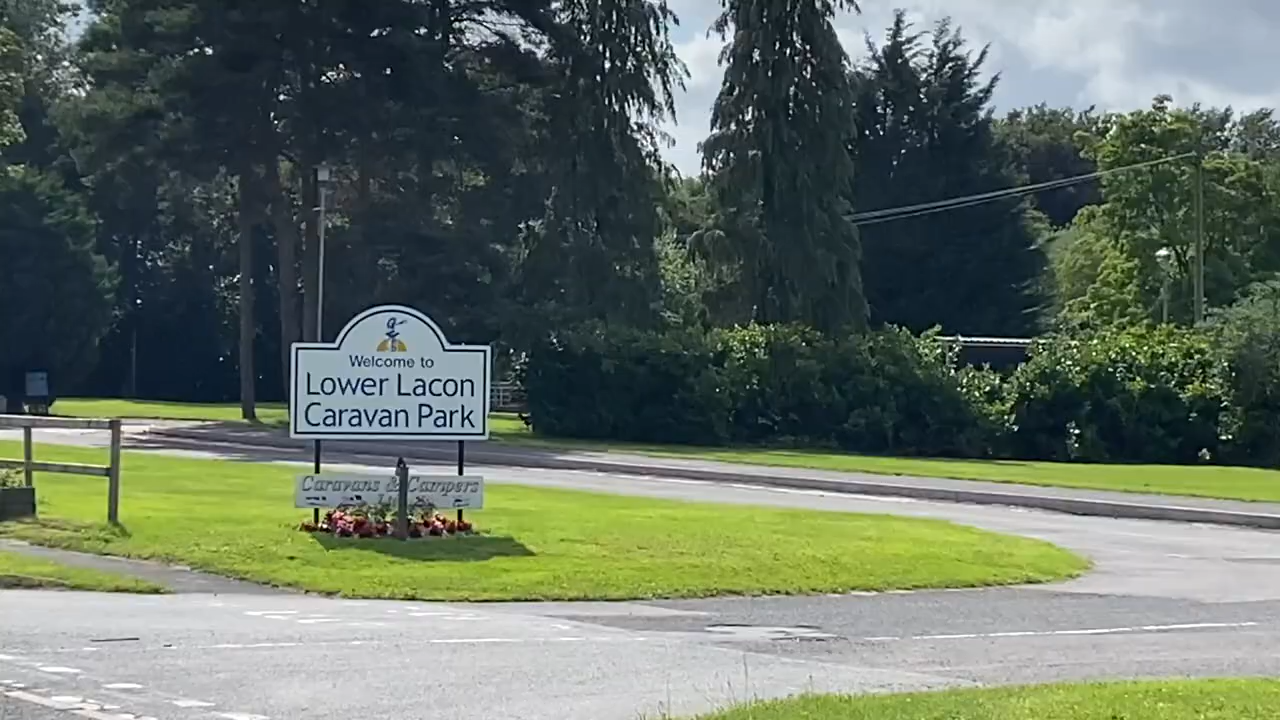 Welcome to
Lower Lacon
Caravan Park
Caravans & Campers